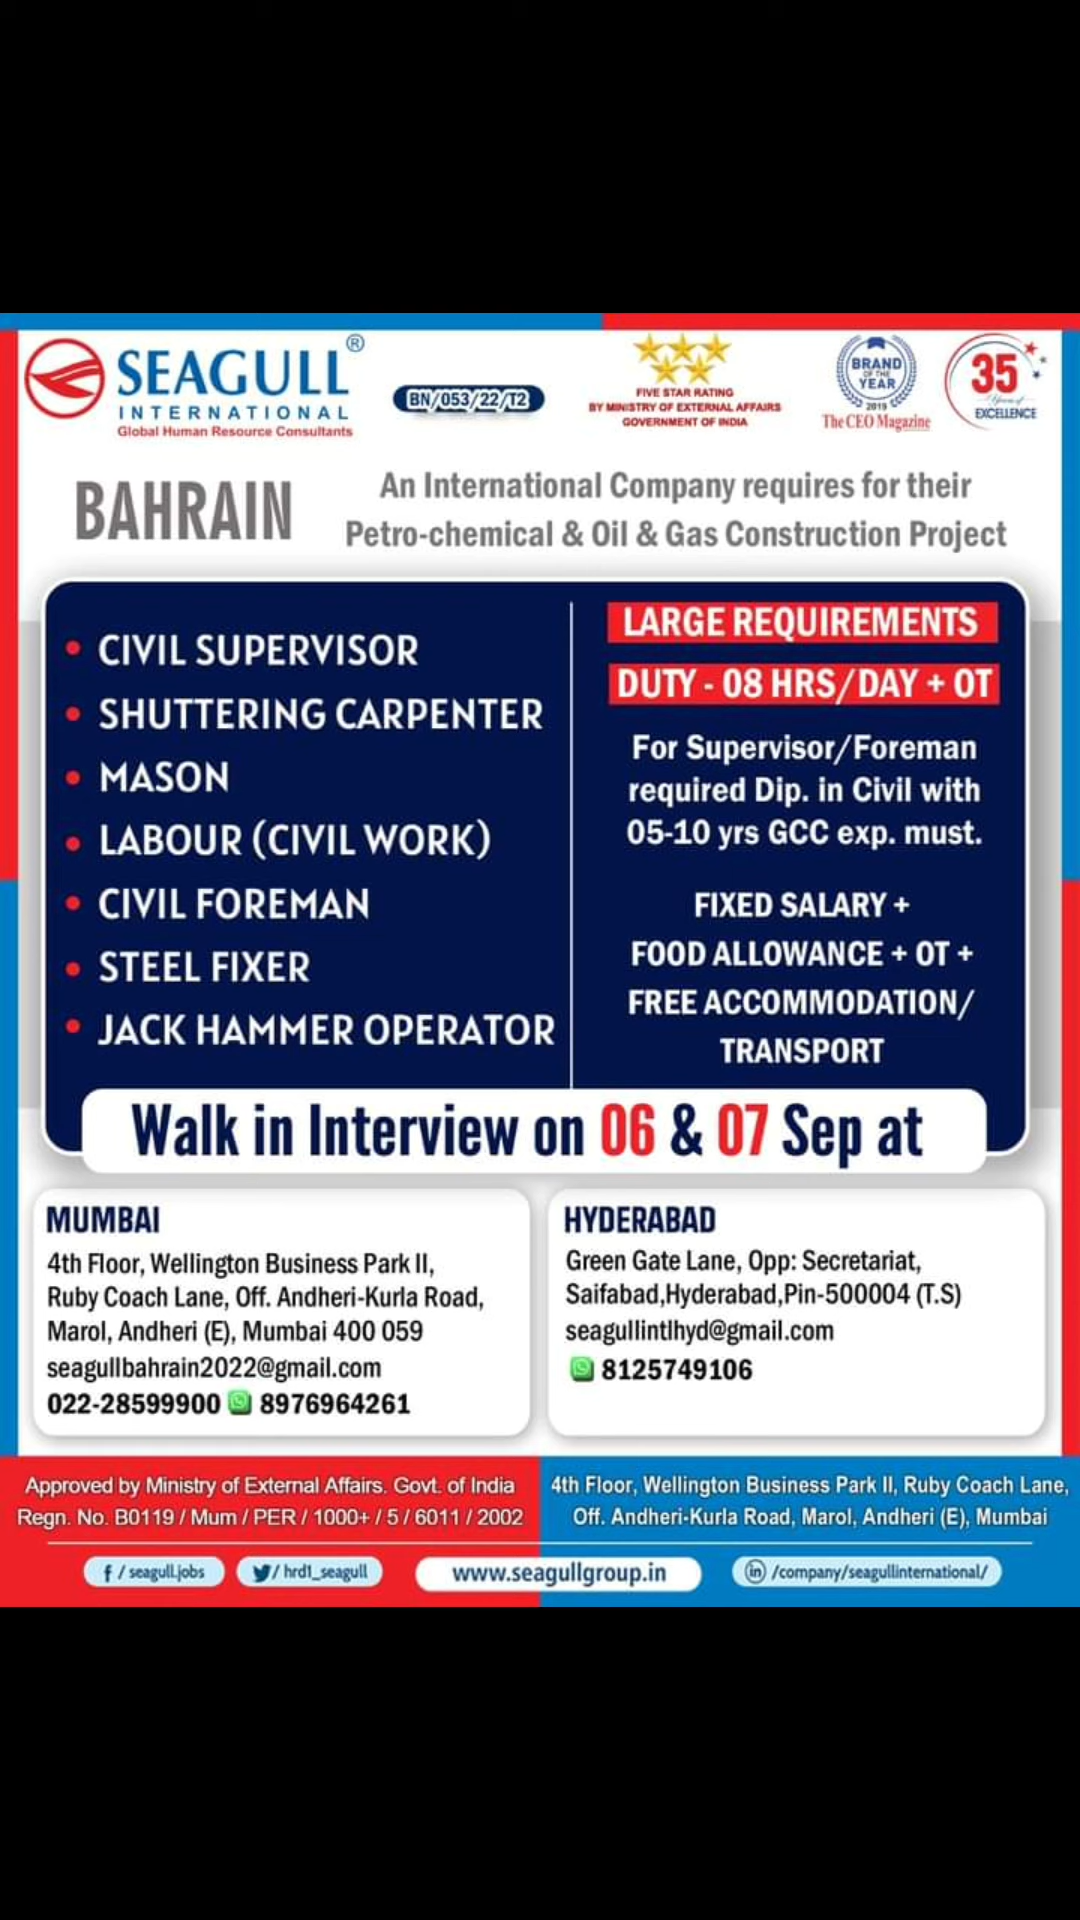 SEAGULL®
INTERNATIONAL
Global Human Resource Consultants
BN/053/22/T2
FIVE STAR RATING
BY MINISTRY OF EXTERNAL AFFAIRS
GOVERNMENT OF INDIA
BRAND
OF THE
YEAR
2019
The CEO Magazine
35
Years of
EXCELLENCE
BAHRAIN
An International Company requires for their
Petro-chemical & Oil & Gas Construction Project
• CIVIL SUPERVISOR
• SHUTTERING CARPENTER
• MASON
• LABOUR (CIVIL WORK)
• CIVIL FOREMAN
• STEEL FIXER
• JACK HAMMER OPERATOR
LARGE REQUIREMENTS
DUTY - 08 HRS/DAY + OT
For Supervisor/Foreman
required Dip. in Civil with
05-10 yrs GCC exp. must.
FIXED SALARY +
FOOD ALLOWANCE + OT +
FREE ACCOMMODATION/
TRANSPORT
Walk in Interview on 06 & 07 Sep at
MUMBAI
4th Floor, Wellington Business Park II,
Ruby Coach Lane, Off. Andheri-Kurla Road,
Marol, Andheri (E), Mumbai 400 059
seagullbahrain2022@gmail.com
022-28599900 8976964261
HYDERABAD
Green Gate Lane, Opp: Secretariat,
Saifabad,Hyderabad,Pin-500004 (T.S)
seagullintlhyd@gmail.com
8125749106
Approved by Ministry of External Affairs. Govt. of India
Regn. No. B0119 / Mum / PER / 1000+ / 5 / 6011 / 2002
4th Floor, Wellington Business Park II, Ruby Coach Lane,
Off. Andheri-Kurla Road, Marol, Andheri (E), Mumbai
f / seagull.jobs
/ hrd1_seagull
www.seagullgroup.in
in /company/seagullinternational/